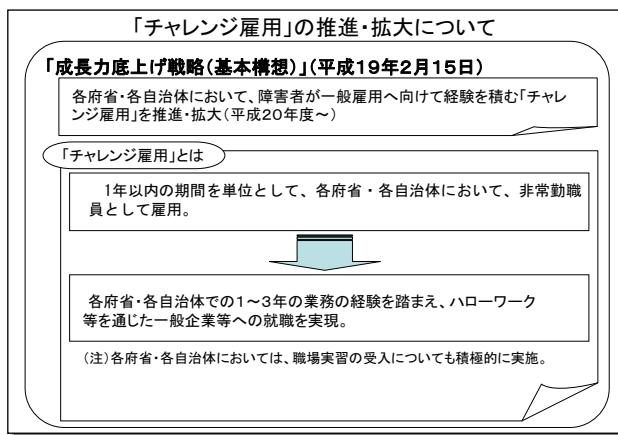 「チャレンジ雇用」の推進・拡大について
「成長力底上げ戦略(基本構想)」(平成19年2月15日)
各府省・各自治体において、障害者が一般雇用へ向けて経験を積む「チャレ
ンジ雇用」を推進・拡大(平成20年度~)
「チャレンジ雇用」とは
1年以内の期間を単位として、各府省・各自治体において、非常勤職
員として雇用。
各府省・各自治体での1~3年の業務の経験を踏まえ、ハローワーク
等を通じた一般企業等への就職を実現。
(注)各府省・各自治体においては、職場実習の受入についても積極的に実施。